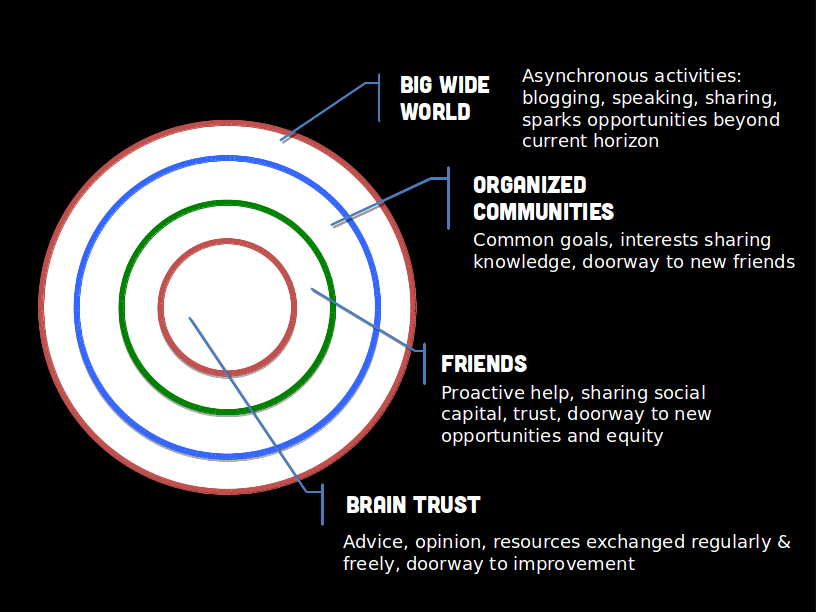 BIG WIDE
WORLD
Asynchronous activities:
blogging, speaking, sharing,
sparks opportunities beyond
current horizon
ORGANIZED
COMMUNITIES
Common goals, interests sharing
knowledge, doorway to new friends
FRIENDS
Proactive help, sharing social
capital, trust, doorway to new
opportunities and equity
BRAIN TRUST
Advice, opinion, resources exchanged regularly &
freely, doorway to improvement